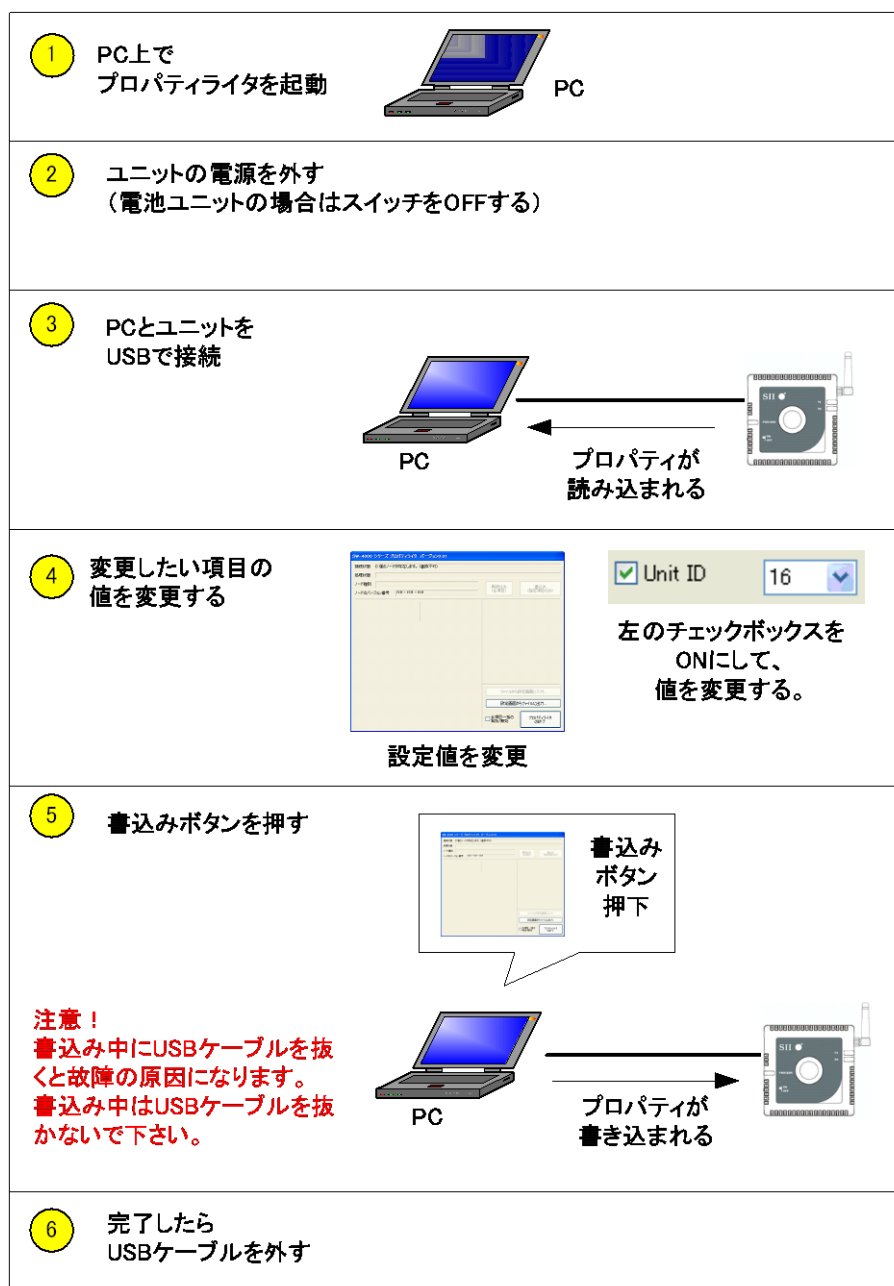 1
PC上で
プロパティライタを起動
PC
2
ユニットの電源を外す
(電池ユニットの場合はスイッチをOFFする)
3
PCとユニットを
USBで接続
SII
PC
プロパティが
読み込まれる
4
変更したい項目の
値を変更する
Unit ID
16
左のチェックボックスを
ONにして、
値を変更する。
設定値を変更
5
書込みボタンを押す
書込み
ボタン
押下
注意!
書込み中にUSBケーブルを抜
くと故障の原因になります。
書込み中はUSBケーブルを抜
かないで下さい。
SII
PC
プロパティが
書き込まれる
6
完了したら
USBケーブルを外す